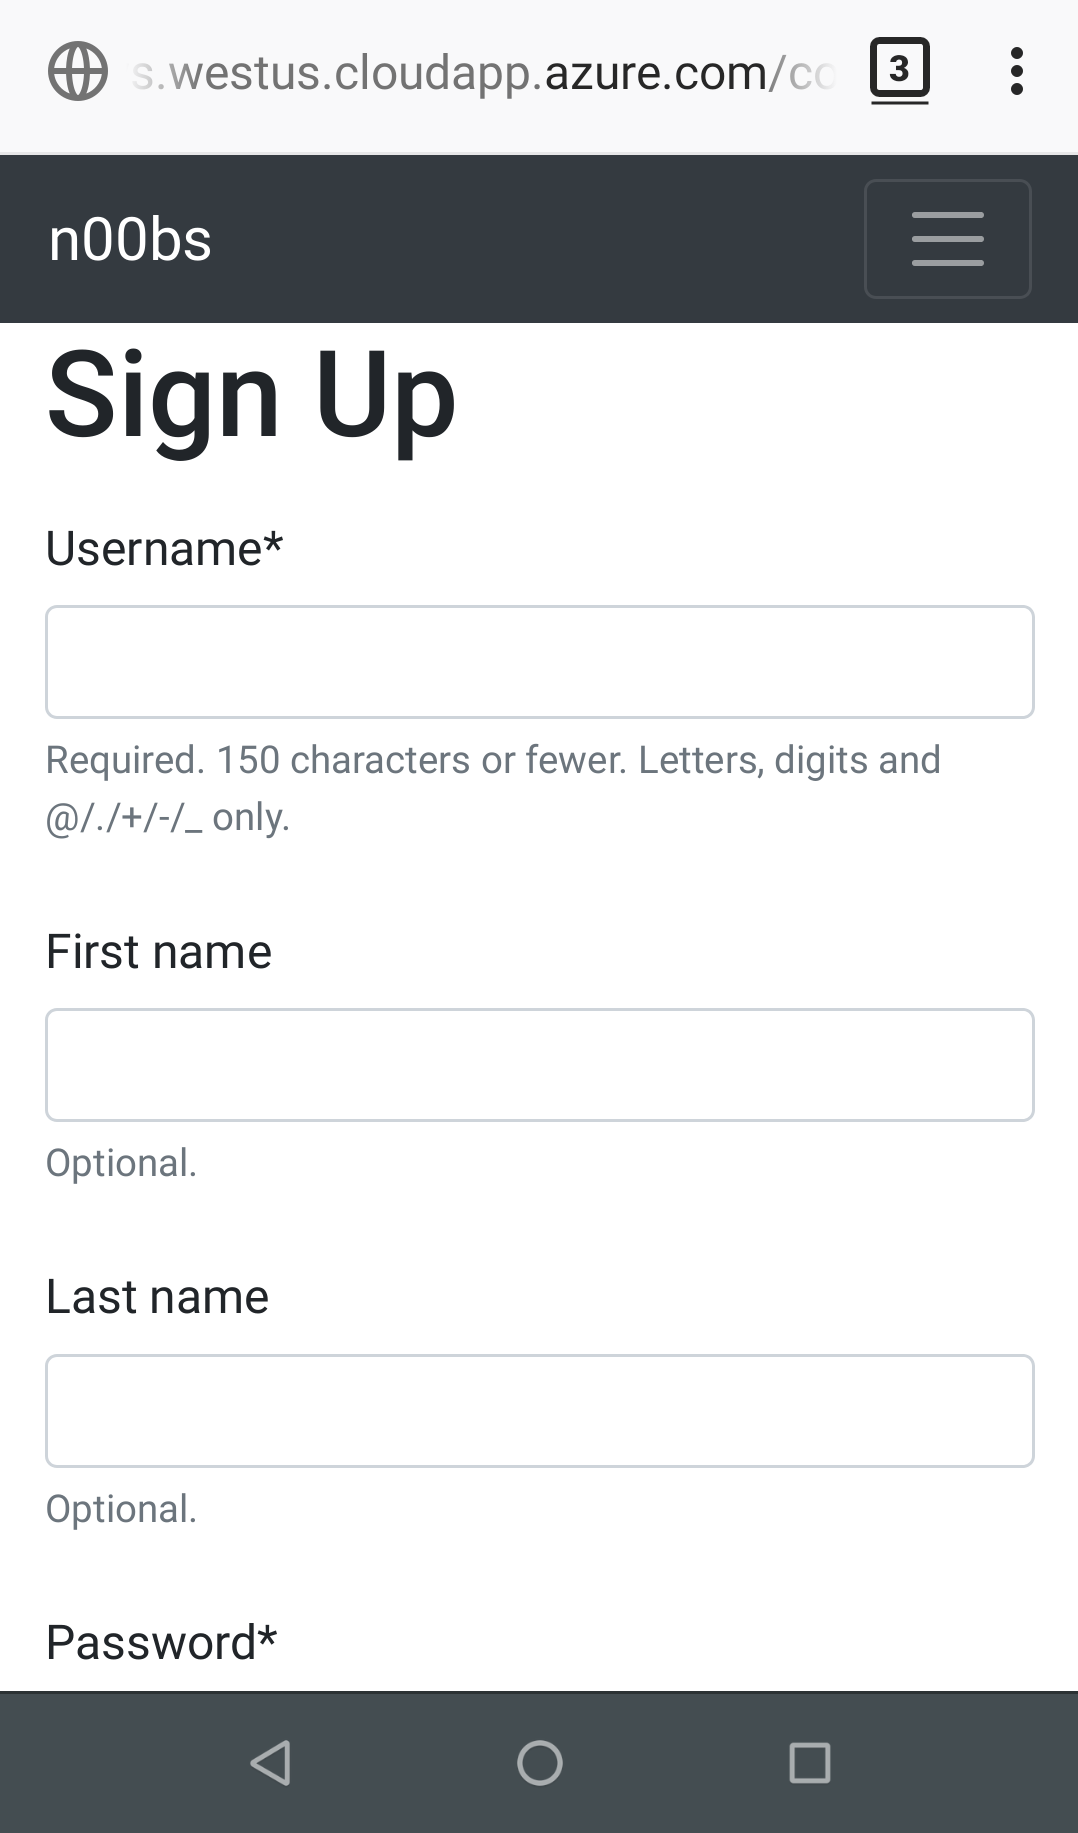 s.westus.cloudapp.azure.com/co
3
n00bs
Sign Up
Username*
Required. 150 characters or fewer. Letters, digits and
@/./+/-/_ only.
First name
Optional.
Last name
Optional.
Password*